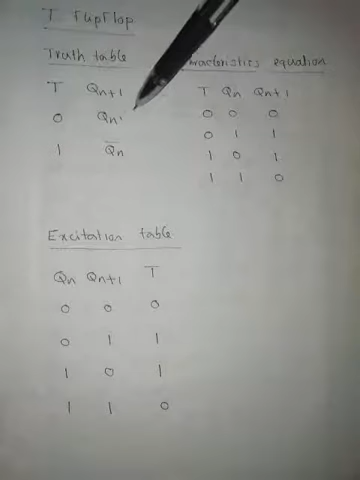 T FlipFlop
Truth table
T Qn+1
0 Qn
1 Q̅n
racteristics equation
T Qn Qn+1
0 0 0
0 1 1
1 0 1
1 1 0
Excitation table
Qn Qn+1 T
0 0 0
0 1 1
1 0 1
1 1 0